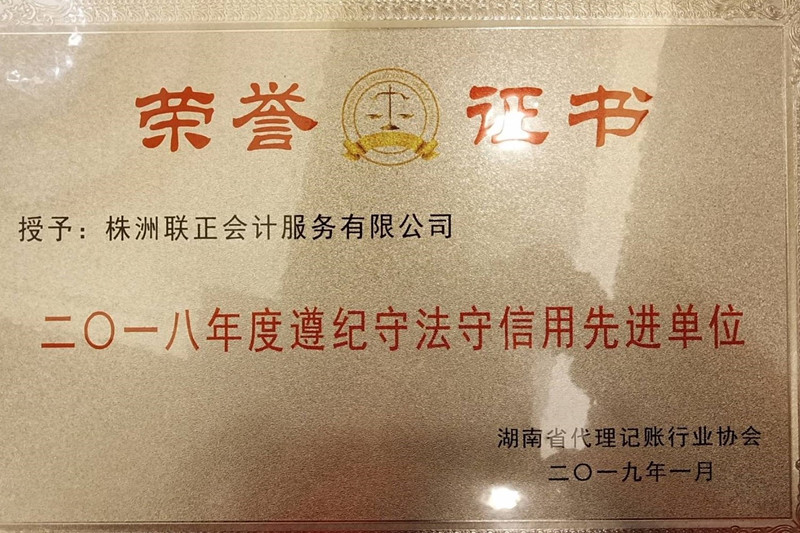 荣誉证书
授予：株洲联正会计服务有限公司
二〇一八年度遵纪守法守信用先进单位
湖南省代理记账行业协会
二〇一九年一月